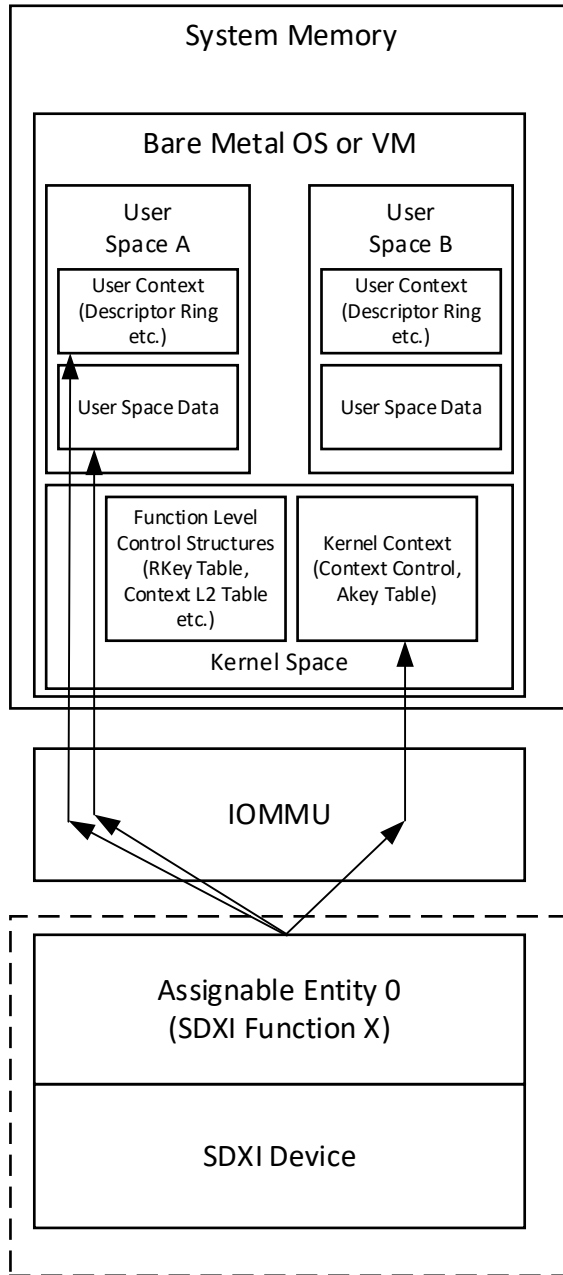 System Memory
Bare Metal OS or VM
User
Space A
User Context
(Descriptor Ring
etc.)
User Space Data
User
Space B
User Context
(Descriptor Ring
etc.)
User Space Data
Function Level
Control Structures
(RKey Table,
Context L2 Table
etc.)
Kernel Context
(Context Control,
Akey Table)
Kernel Space
IOMMU
Assignable Entity 0
(SDXI Function X)
SDXI Device